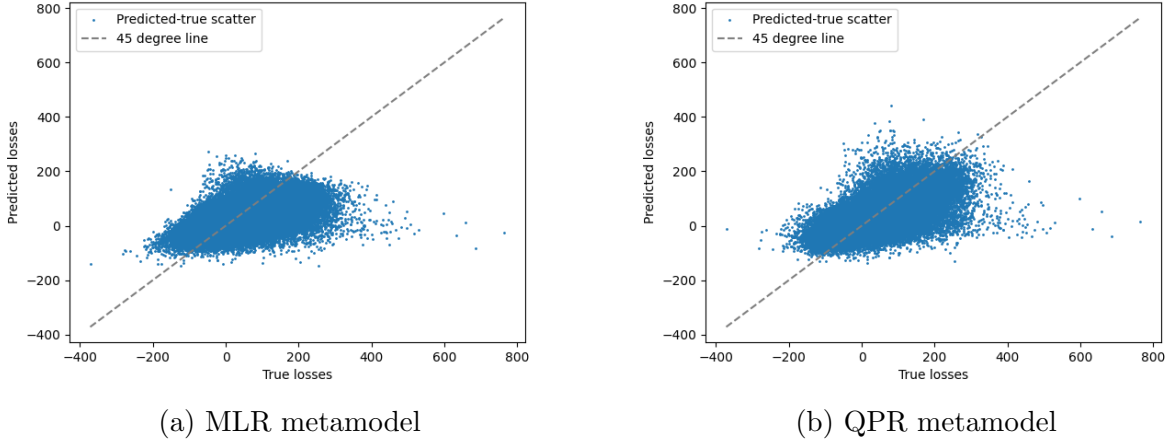 Predicted-true scatter
45 degree line
800
600
400
200
0
−200
−400
Predicted losses
−400
−200
0
200
400
600
800
True losses
(a) MLR metamodel
Predicted-true scatter
45 degree line
800
600
400
200
0
−200
−400
Predicted losses
−400
−200
0
200
400
600
800
True losses
(b) QPR metamodel